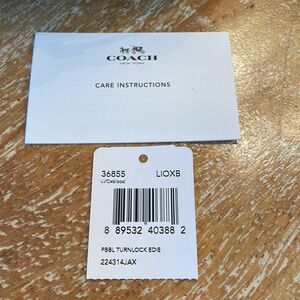 COACH
NEW YORK
CARE INSTRUCTIONS
36855 LIOXB
LI/Oxblood
8 89532 40388 2
PBBL TURNLOCK EDIE
224314JAX